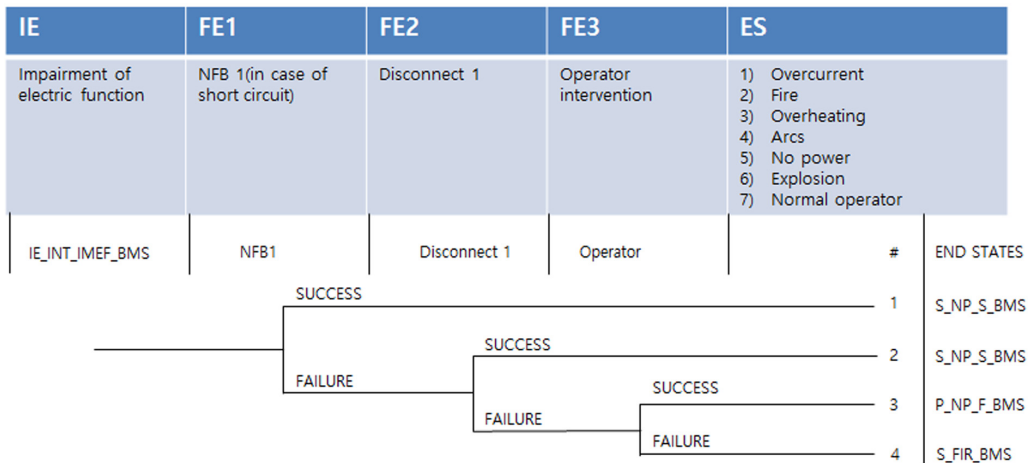 IE FE1 FE2 FE3 ES
Impairment of electric function
NFB 1(in case of short circuit)
Disconnect 1
Operator intervention
1) Overcurrent
2) Fire
3) Overheating
4) Arcs
5) No power
6) Explosion
7) Normal operator
IE_INT_IMEF_BMS NFB1 Disconnect 1 Operator # END STATES
SUCCESS 1 S_NP_S_BMS
SUCCESS 2 S_NP_S_BMS
FAILURE
SUCCESS 3 P_NP_F_BMS
FAILURE
FAILURE 4 S_FIR_BMS